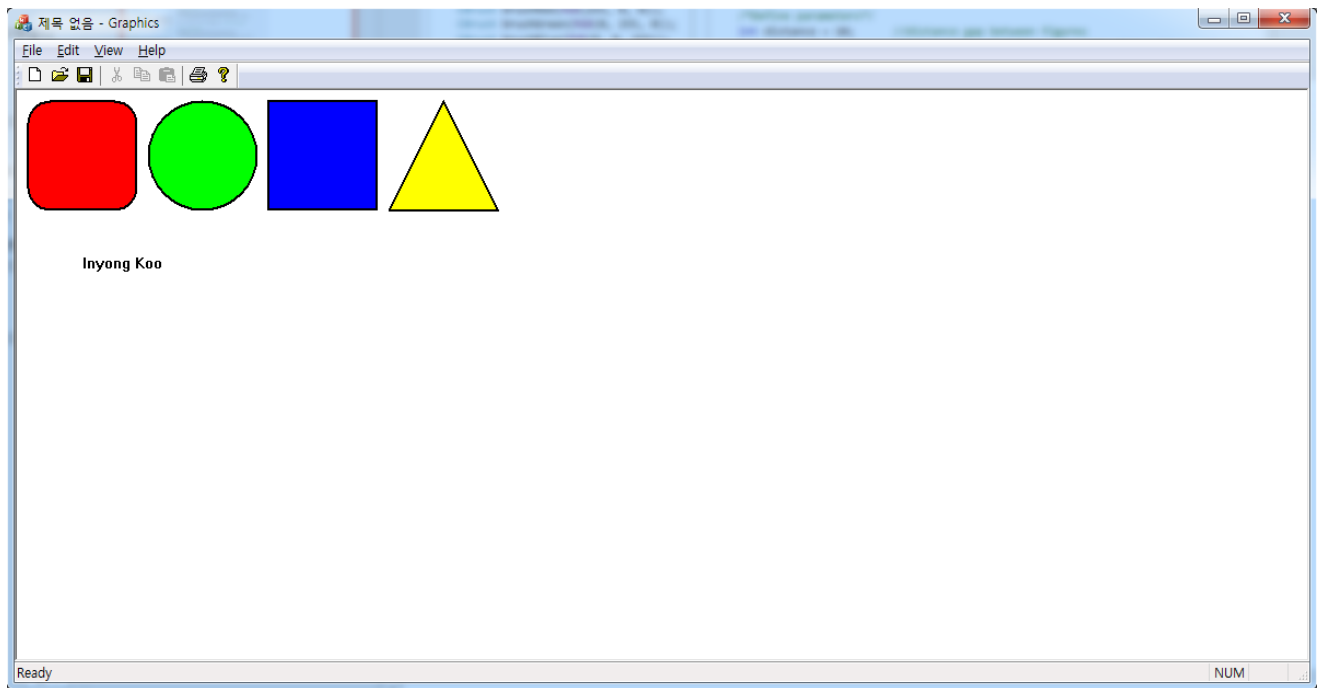 제목 없음 - Graphics
File Edit View Help
Inyong Koo
Ready NUM